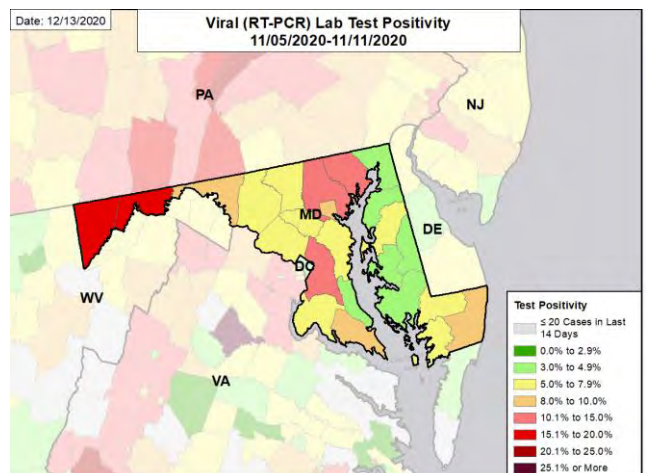 Date: 12/13/2020
Viral (RT-PCR) Lab Test Positivity
11/05/2020-11/11/2020
PA
NJ
MD
DE
DC
WV
VA
Test Positivity
≤ 20 Cases in Last
14 Days
0.0% to 2.9%
3.0% to 4.9%
5.0% to 7.9%
8.0% to 10.0%
10.1% to 15.0%
15.1% to 20.0%
20.1% to 25.0%
25.1% or More